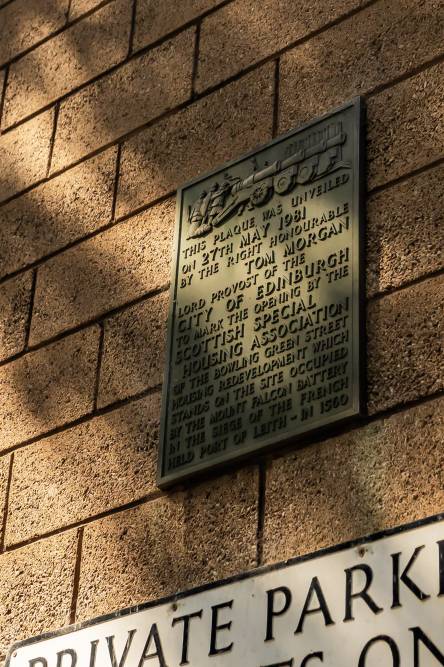 THIS PLAQUE WAS UNVEILED
ON 27TH MAY 1981
BY THE RIGHT HONOURABLE
TOM MORGAN
LORD PROVOST OF THE
CITY OF EDINBURGH
TO MARK THE OPENING BY THE
SCOTTISH SPECIAL
HOUSING ASSOCIATION
OF THE BOWLING GREEN STREET
HOUSING REDEVELOPMENT WHICH
STANDS ON THE SITE OCCUPIED
BY THE MOUNT FALCON BATTERY
IN THE SIEGE OF THE FRENCH
HELD PORT OF LEITH - IN 1560
PRIVATE PARK